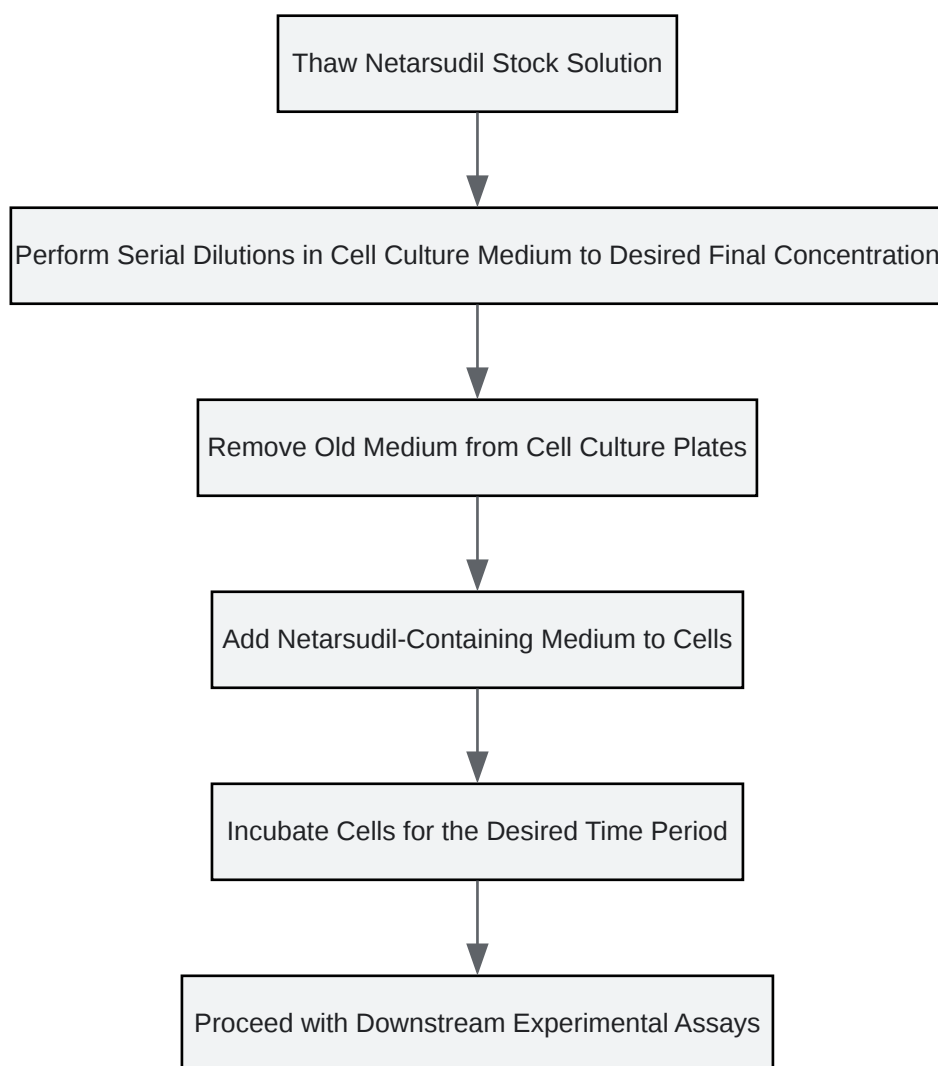 Thaw Netarsudil Stock Solution
Perform Serial Dilutions in Cell Culture Medium to Desired Final Concentration
Remove Old Medium from Cell Culture Plates
Add Netarsudil-Containing Medium to Cells
Incubate Cells for the Desired Time Period
Proceed with Downstream Experimental Assays